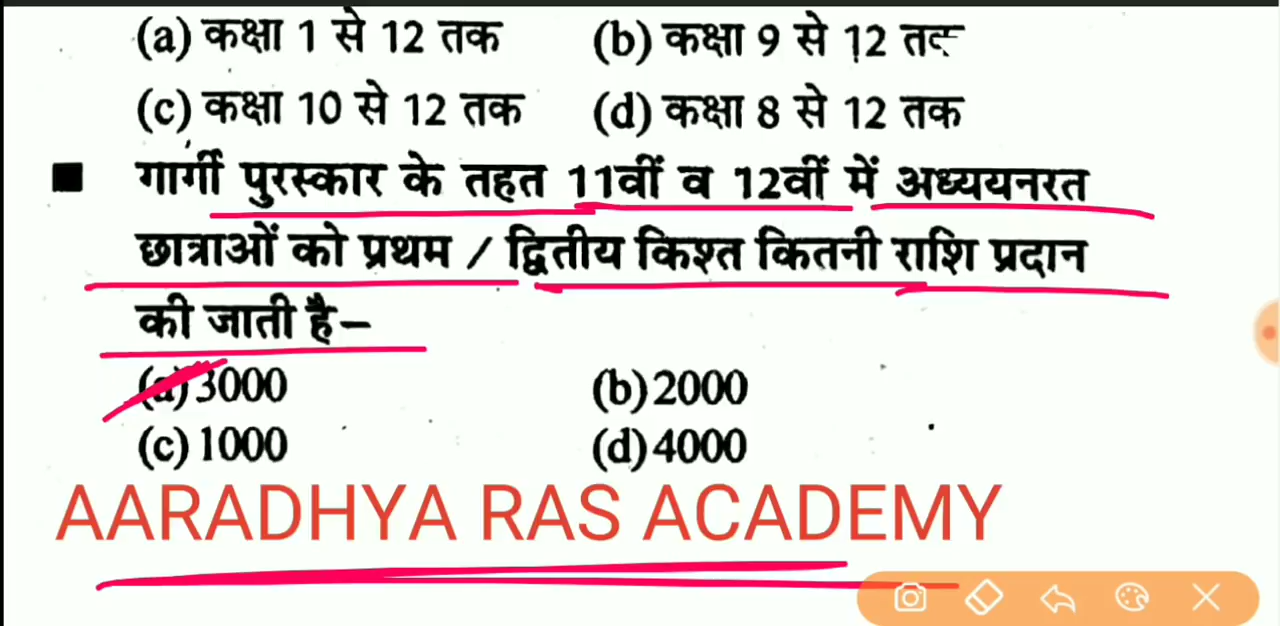 (a) कक्षा 1 से 12 तक (b) कक्षा 9 से 12 तक
(c) कक्षा 10 से 12 तक (d) कक्षा 8 से 12 तक
■ गार्गी पुरस्कार के तहत 11वीं व 12वीं में अध्ययनरत
छात्राओं को प्रथम / द्वितीय किश्त कितनी राशि प्रदान
की जाती है–
(a) 3000 (b) 2000
(c) 1000 (d) 4000
AARADHYA RAS ACADEMY